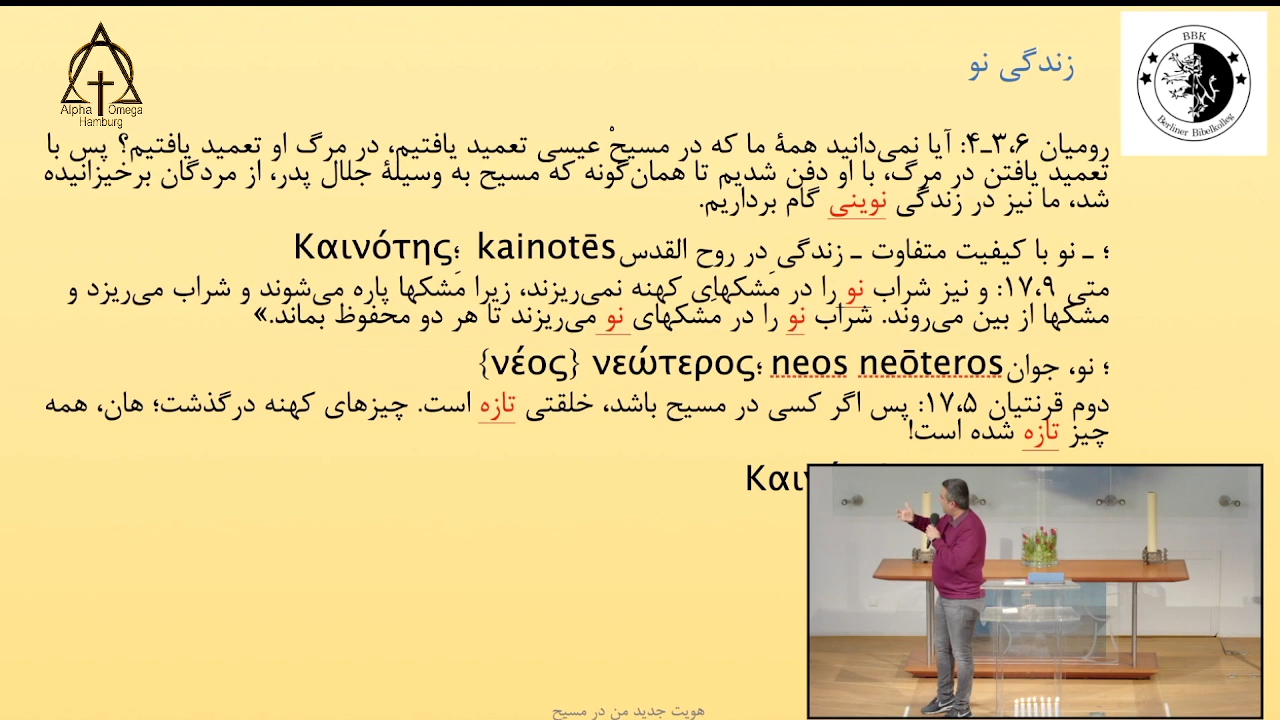 زندگی نو
BBK
Berliner Bibelkolleg
Alpha Omega
Hamburg
رومیان ۳،۶ـ۴: آیا نمی‌دانید همهٔ ما که در مسیحْ عیسی تعمید یافتیم، در مرگ او تعمید یافتیم؟ پس با
تعمید یافتن در مرگ، با او دفن شدیم تا همان‌گونه که مسیح به وسیلهٔ جلال پدر، از مردگان برخیزانیده
شد، ما نیز در زندگی نوینی گام برداریم.
؛ ـ نو با کیفیت متفاوت ـ زندگی در روح القدس kainotēs ؛Καινότης
متی ۱۷،۹: و نیز شراب نو را در مَشکهای کهنه نمی‌ریزند، زیرا مَشکها پاره می‌شوند و شراب می‌ریزد و
مشکها از بین می‌روند. شراب نو را در مَشکهای نو می‌ریزند تا هر دو محفوظ بماند.»
؛ نو، جوان neos neōteros ؛νεώτερος {νέος}
دوم قرنتیان ۱۷،۵: پس اگر کسی در مسیح باشد، خلقتی تازه است. چیزهای کهنه درگذشت؛ هان، همه
چیز تازه شده است!
هویت جدید من در مسیح